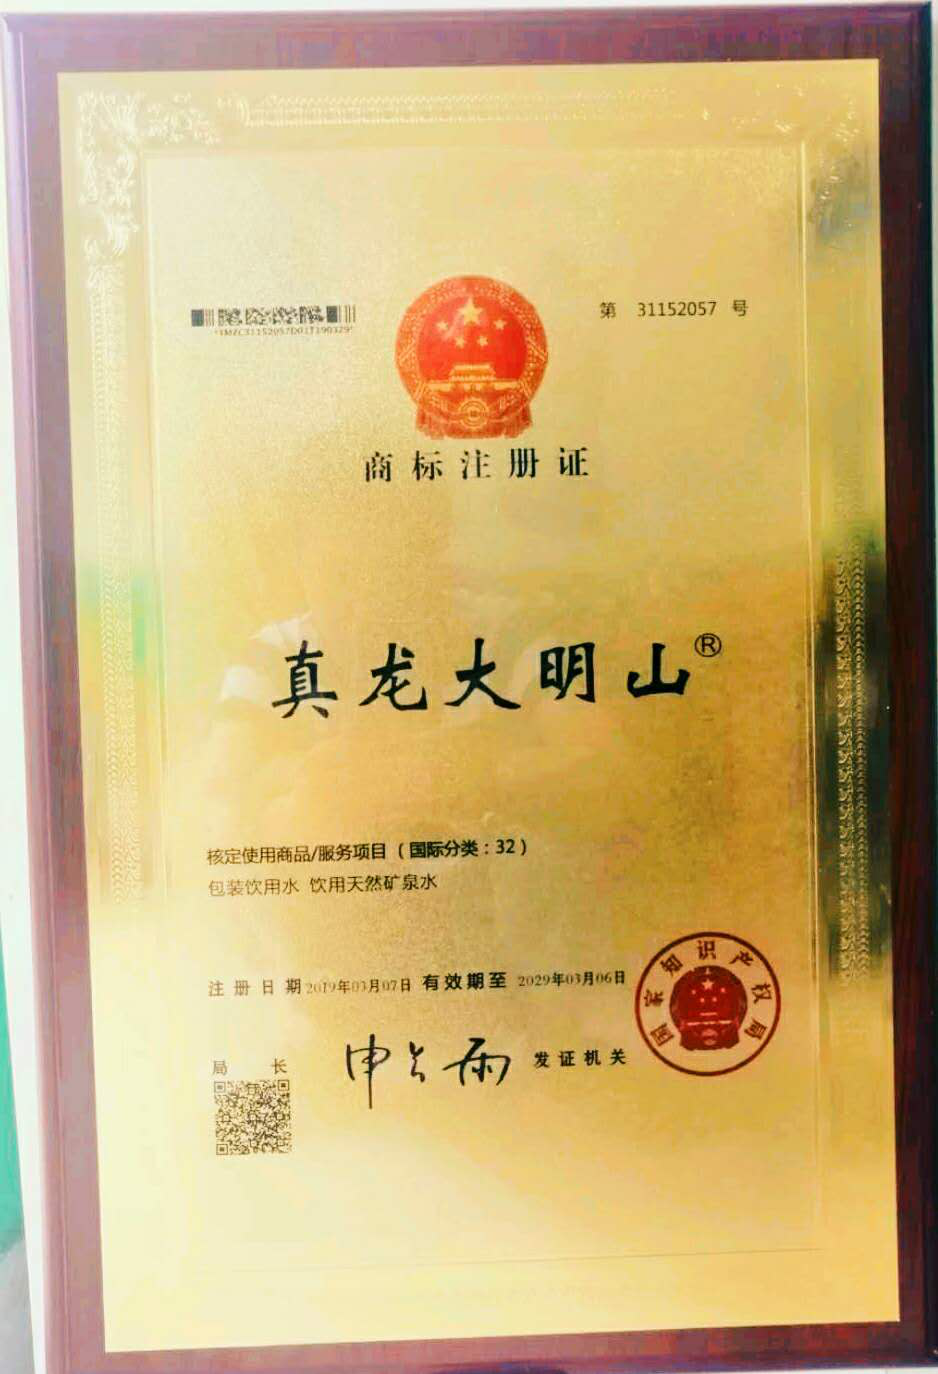 *TMZC31152057D01T190329*
第 31152057 号
商标注册证
真龙大明山®
核定使用商品/服务项目（国际分类：32）
包装饮用水 饮用天然矿泉水
注册日期 2019年03月07日 有效期至 2029年03月06日
国家知识产权局
局长 申长雨 发证机关